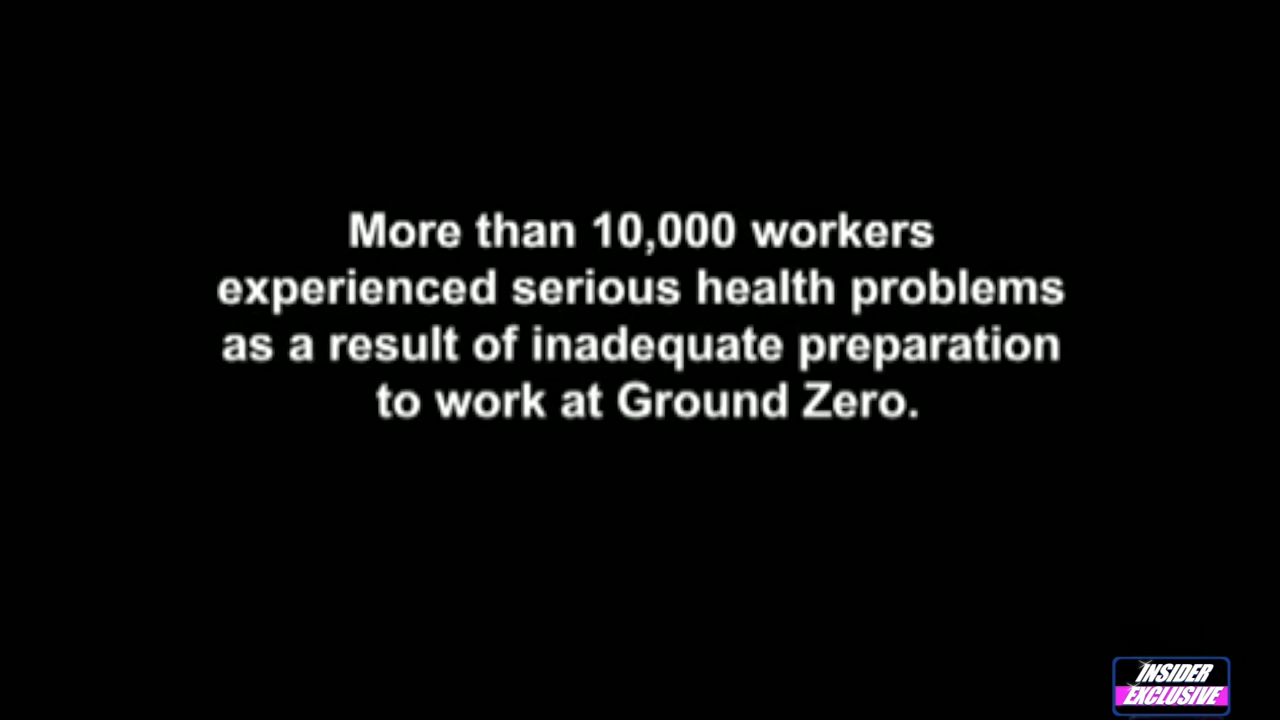 More than 10,000 workers
experienced serious health problems
as a result of inadequate preparation
to work at Ground Zero.
INSIDER
EXCLUSIVE